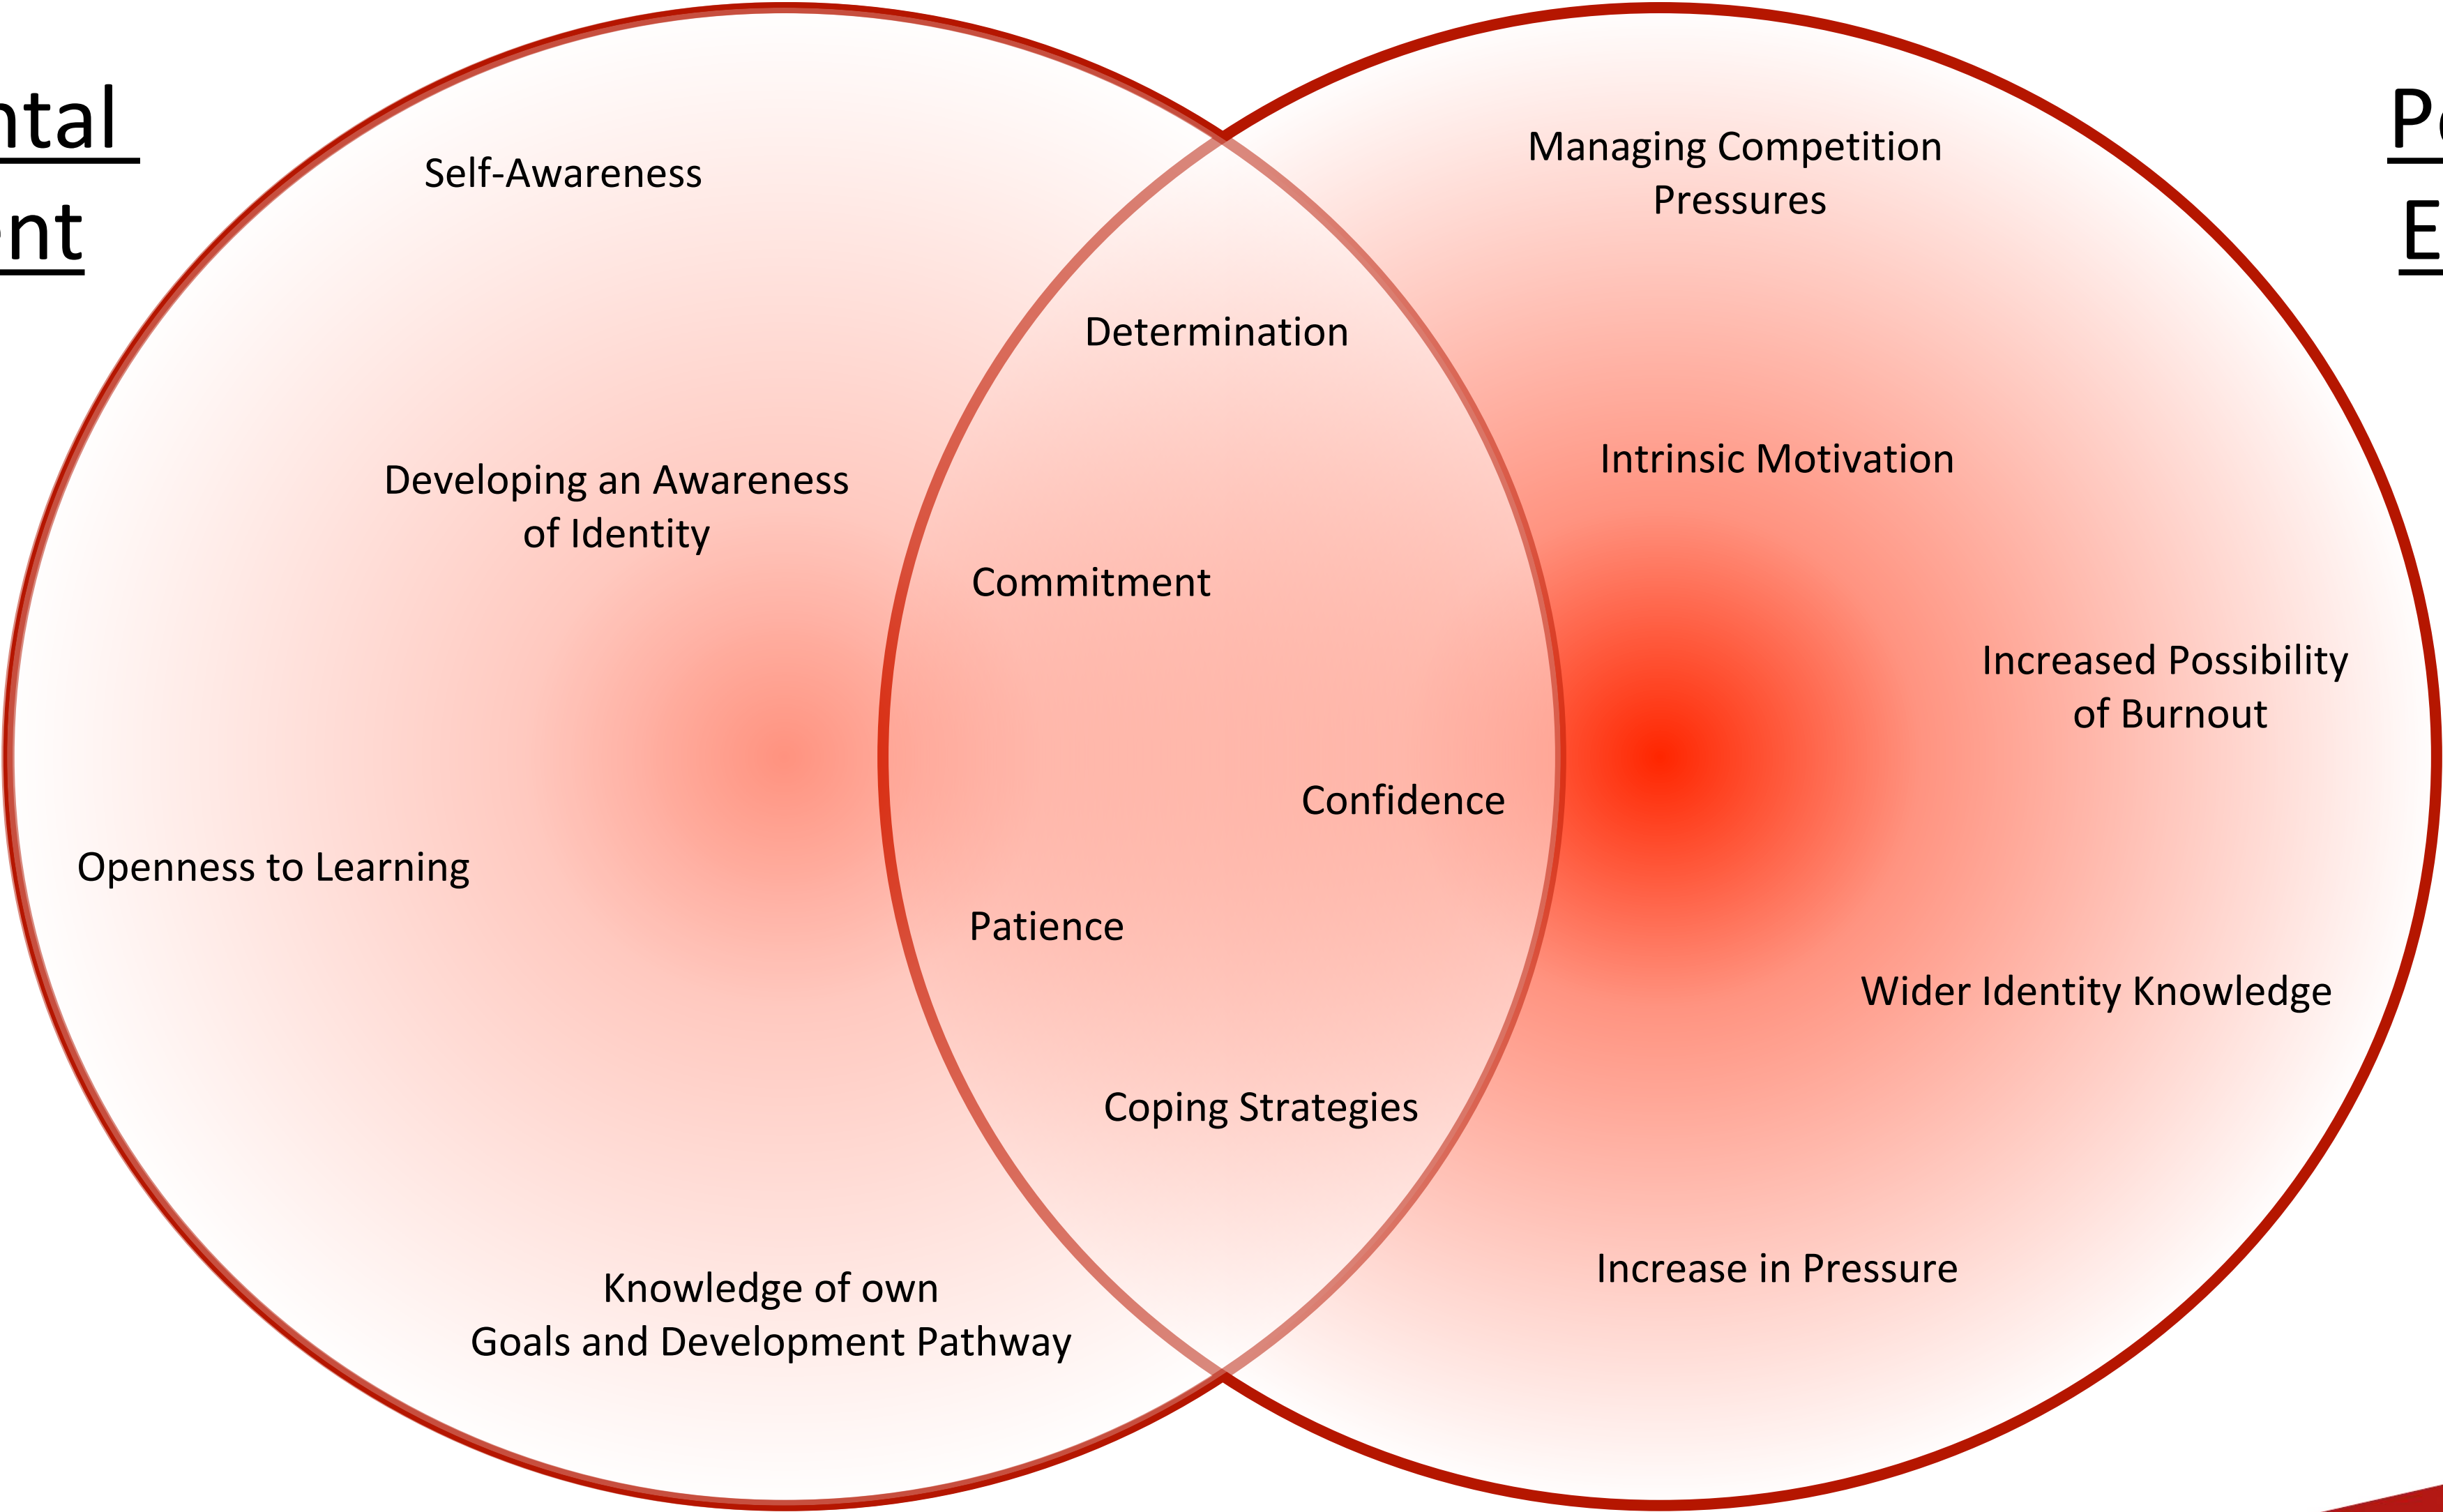 Self-Awareness
Developing an Awareness
of Identity
Openness to Learning
Knowledge of own
Goals and Development Pathway
Determination
Commitment
Confidence
Patience
Coping Strategies
Managing Competition
Pressures
Intrinsic Motivation
Increased Possibility
of Burnout
Wider Identity Knowledge
Increase in Pressure